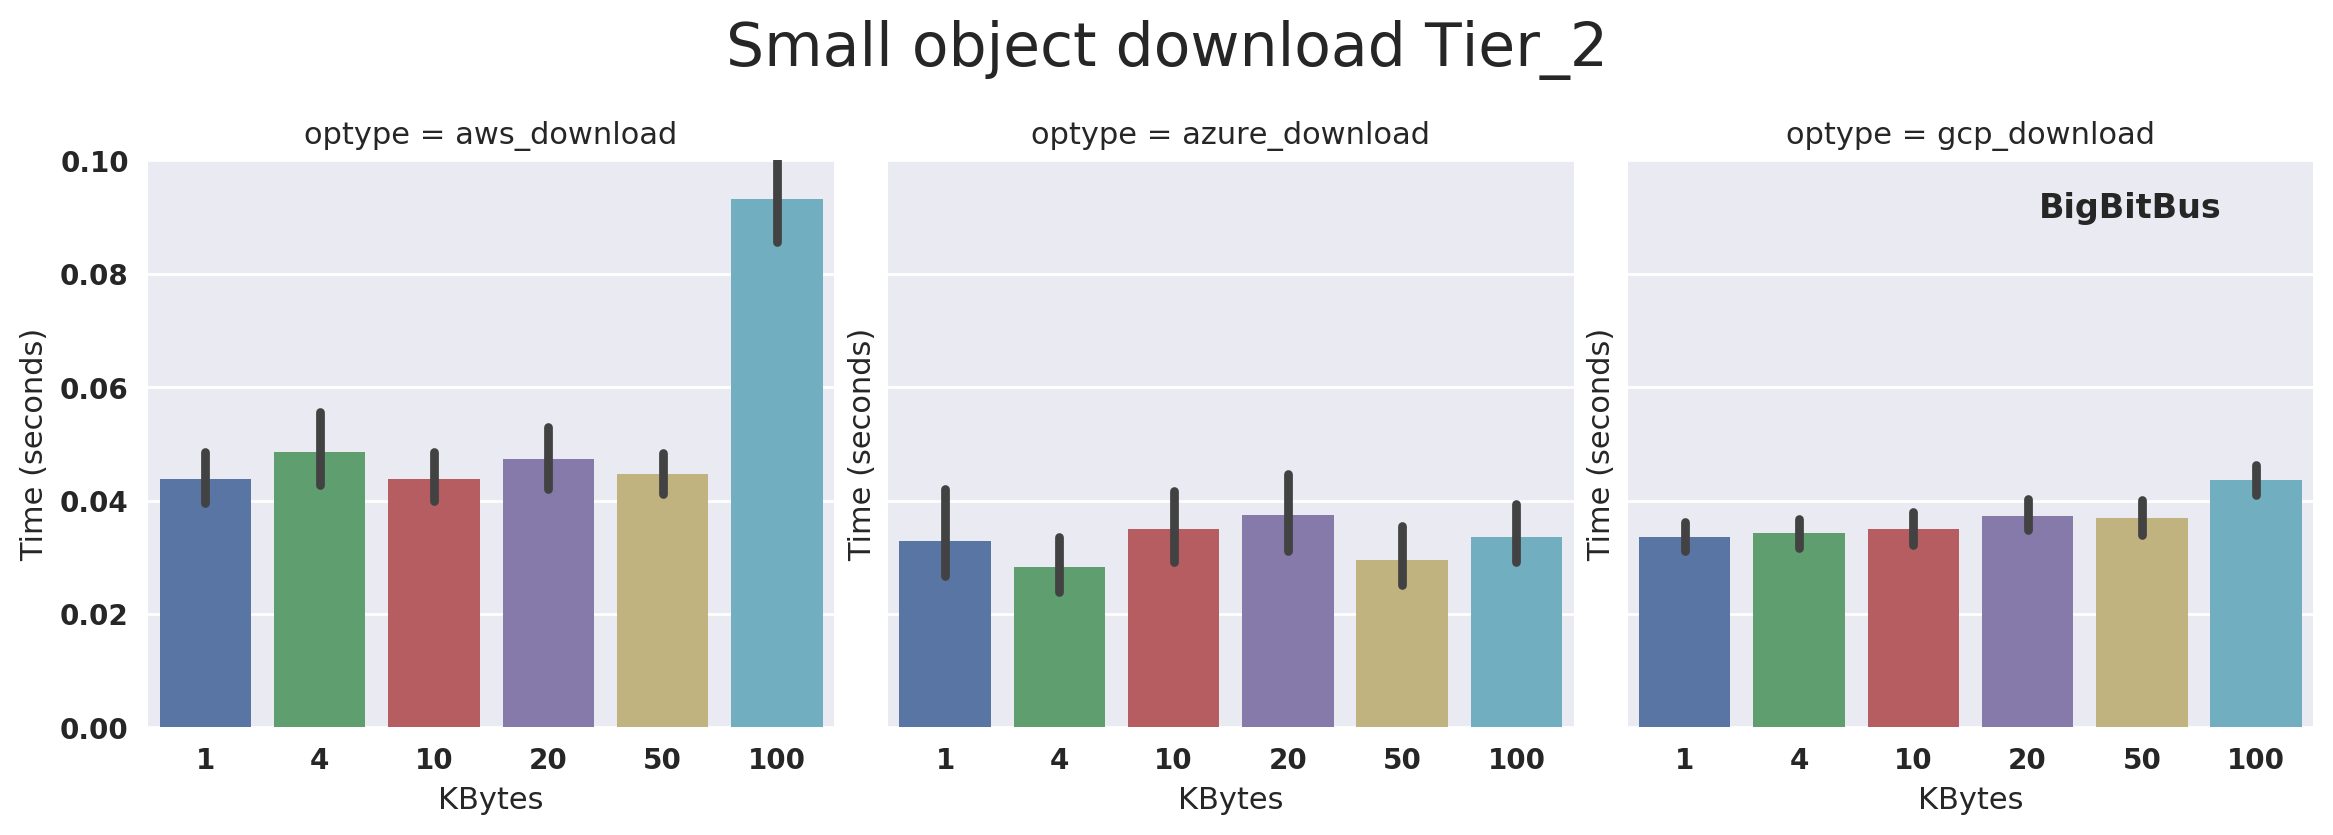 Small object download Tier_2
optype = aws_download
optype = azure_download
optype = gcp_download
BigBitBus
0.10
0.08
0.06
0.04
0.02
0.00
Time (seconds)
Time (seconds)
Time (seconds)
1 4 10 20 50 100
1 4 10 20 50 100
1 4 10 20 50 100
KBytes
KBytes
KBytes